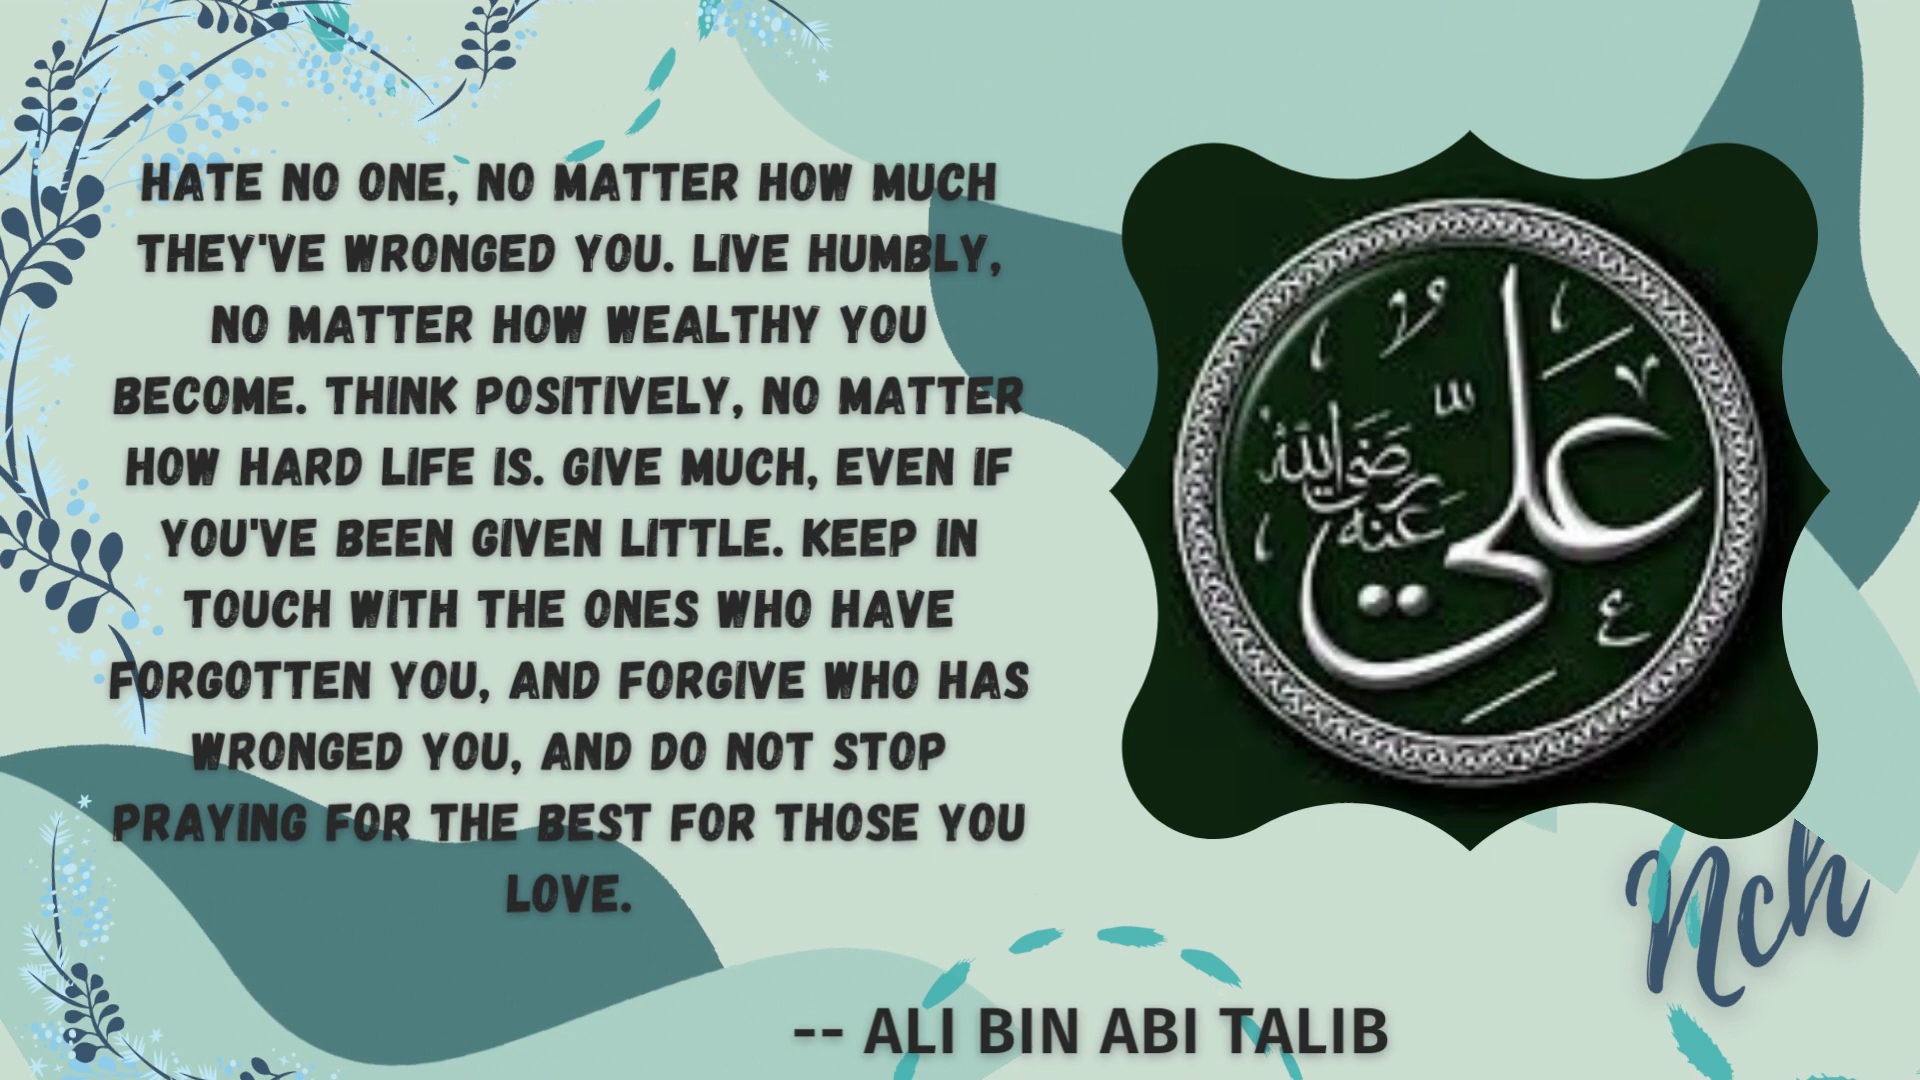 HATE NO ONE, NO MATTER HOW MUCH
THEY'VE WRONGED YOU. LIVE HUMBLY,
NO MATTER HOW WEALTHY YOU
BECOME. THINK POSITIVELY, NO MATTER
HOW HARD LIFE IS. GIVE MUCH, EVEN IF
YOU'VE BEEN GIVEN LITTLE. KEEP IN
TOUCH WITH THE ONES WHO HAVE
FORGOTTEN YOU, AND FORGIVE WHO HAS
WRONGED YOU, AND DO NOT STOP
PRAYING FOR THE BEST FOR THOSE YOU
LOVE.
عَلِيّ
رَضِيَ اللّٰه
عنه
Nch
-- ALI BIN ABI TALIB